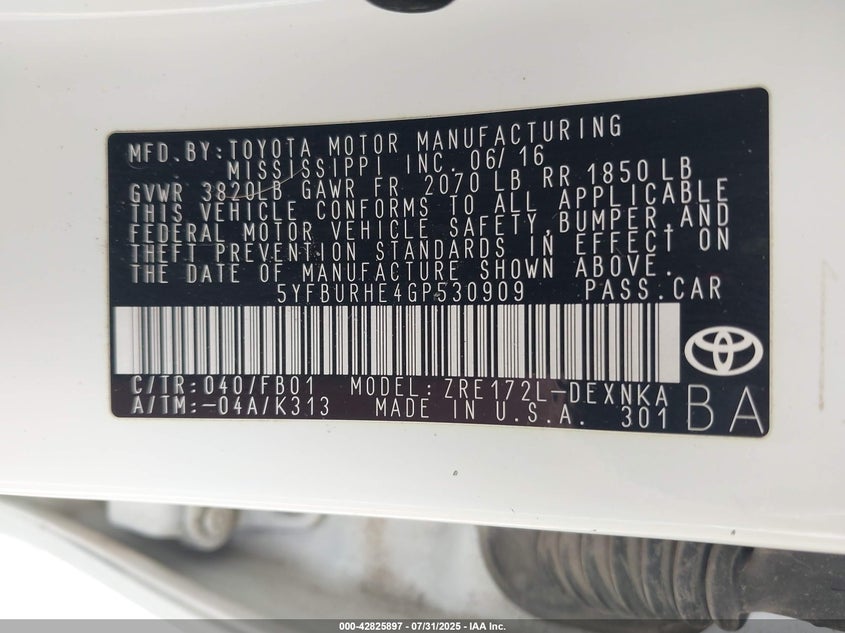 MFD. BY: TOYOTA MOTOR MANUFACTURING
MISSISSIPPI INC. 06/16
GVWR 3820LB GAWR FR 2070 LB RR 1850 LB
THIS VEHICLE CONFORMS TO ALL APPLICABLE
FEDERAL MOTOR VEHICLE SAFETY, BUMPER, AND
THEFT PREVENTION STANDARDS IN EFFECT ON
THE DATE OF MANUFACTURE SHOWN ABOVE.
5YFBURHE4GP530909 PASS. CAR
C/TR: 040/FB01 MODEL: ZRE172L-DEXNKA
A/TM: -04A/K313 MADE IN U.S.A. 301 BA
000-42825897 - 07/31/2025 - IAA Inc.